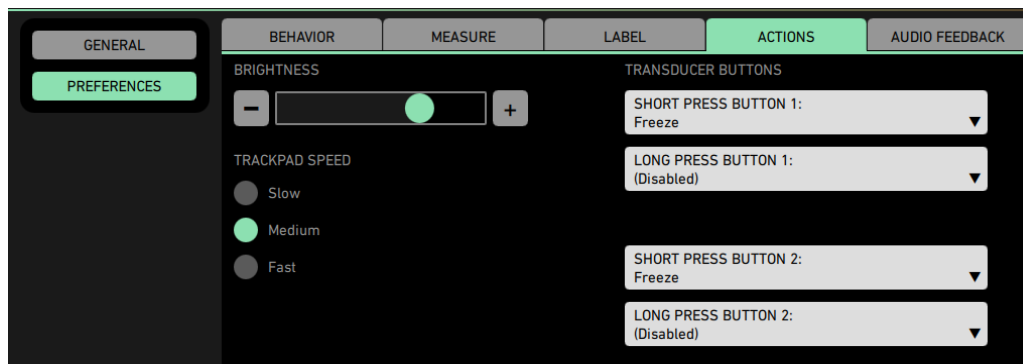 GENERAL
PREFERENCES
BEHAVIOR
MEASURE
LABEL
ACTIONS
AUDIO FEEDBACK
BRIGHTNESS
−
+
TRACKPAD SPEED
Slow
Medium
Fast
TRANSDUCER BUTTONS
SHORT PRESS BUTTON 1:
Freeze
LONG PRESS BUTTON 1:
(Disabled)
SHORT PRESS BUTTON 2:
Freeze
LONG PRESS BUTTON 2:
(Disabled)